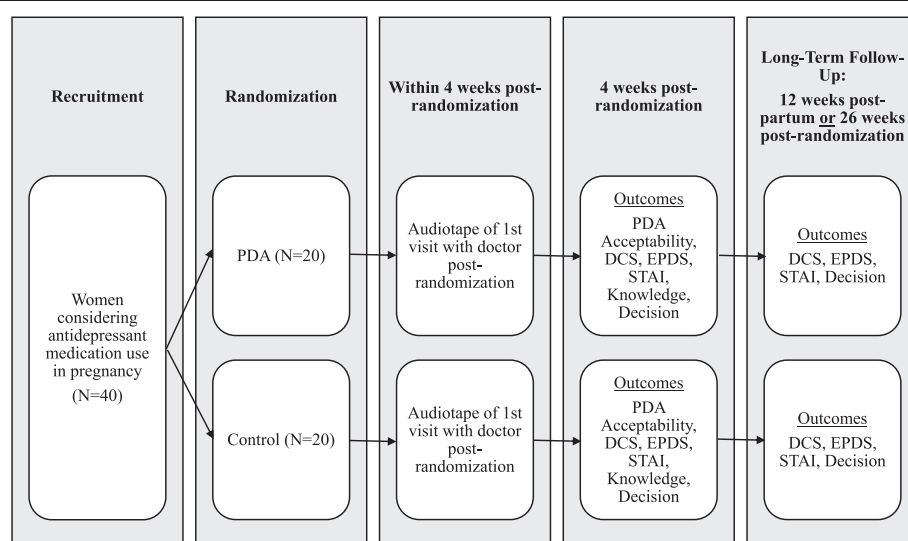 Recruitment
Randomization
Within 4 weeks post-
randomization
4 weeks post-
randomization
Long-Term Follow-
Up:
12 weeks post-
partum or 26 weeks
post-randomization
Women
considering
antidepressant
medication use
in pregnancy
(N=40)
PDA (N=20)
Audiotape of 1st
visit with doctor
post-
randomization
Outcomes
PDA
Acceptability,
DCS, EPDS,
STAI,
Knowledge,
Decision
Outcomes
DCS, EPDS,
STAI, Decision
Control (N=20)
Audiotape of 1st
visit with doctor
post-
randomization
Outcomes
PDA
Acceptability,
DCS, EPDS,
STAI,
Knowledge,
Decision
Outcomes
DCS, EPDS,
STAI, Decision